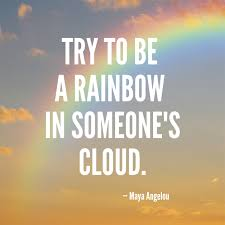 TRY TO BE
A RAINBOW
IN SOMEONE'S
CLOUD.
– Maya Angelou